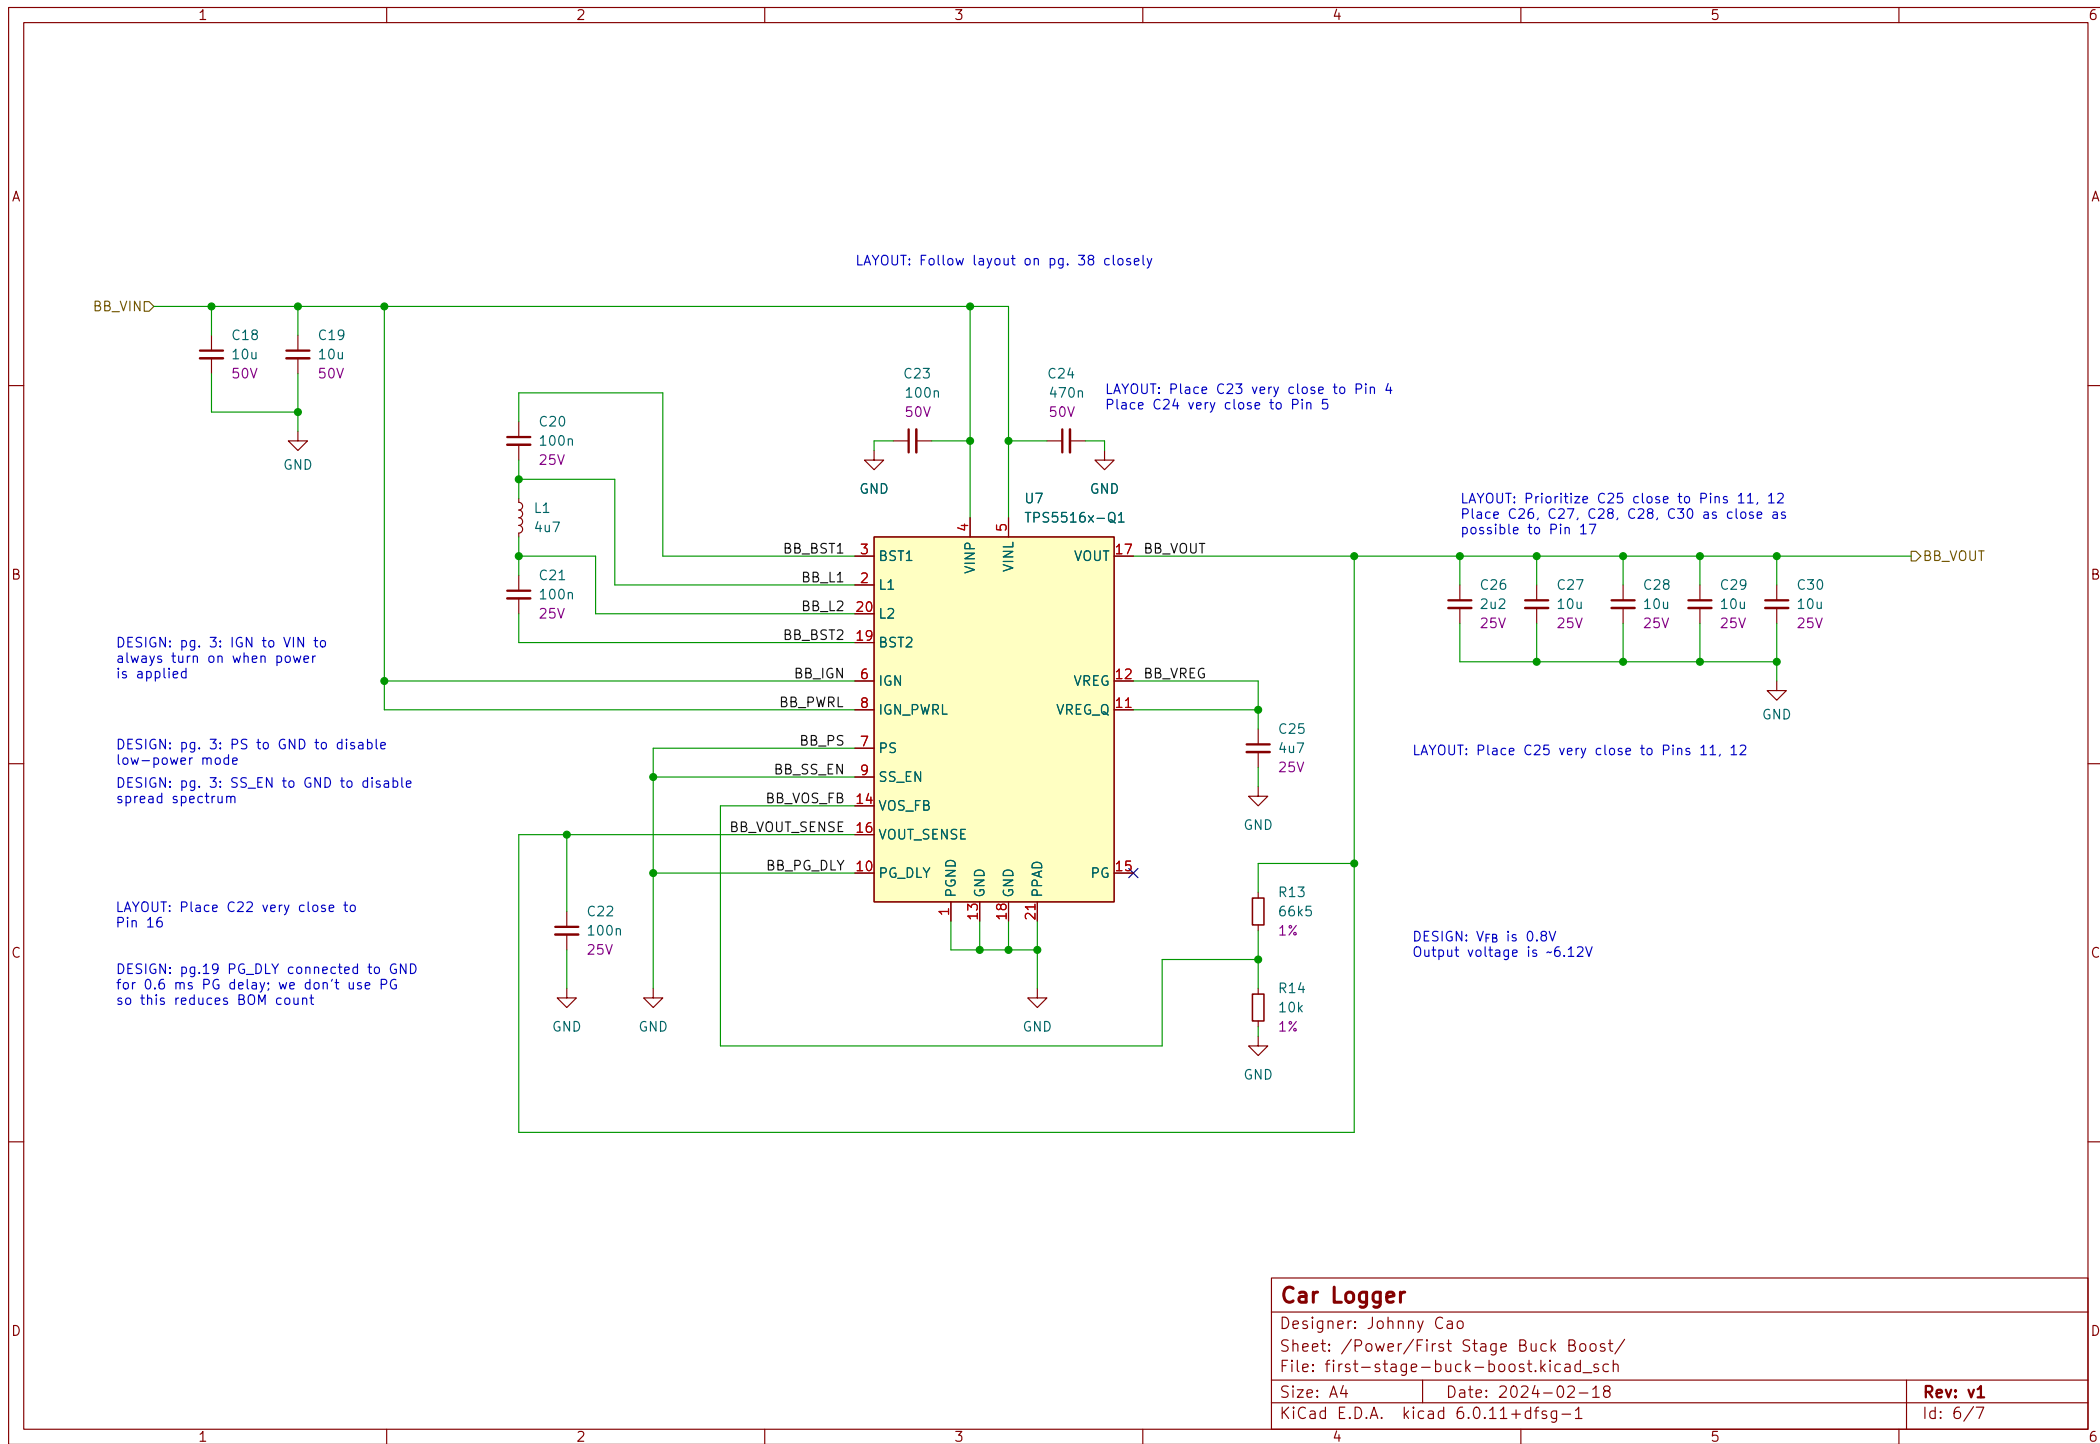 1 2 3 4 5 6
A A
LAYOUT: Follow layout on pg. 38 closely
BB_VIN
C18
10u
50V
C19
10u
50V
GND
C20
100n
25V
L1
4u7
C21
100n
25V
C23
100n
50V
GND
C24
470n
50V
GND
LAYOUT: Place C23 very close to Pin 4
Place C24 very close to Pin 5
U7
TPS5516x-Q1
4 VINP
5 VINL
BB_BST1 3 BST1
BB_L1 2 L1
BB_L2 20 L2
BB_BST2 19 BST2
BB_IGN 6 IGN
BB_PWRL 8 IGN_PWRL
BB_PS 7 PS
BB_SS_EN 9 SS_EN
BB_VOS_FB 14 VOS_FB
BB_VOUT_SENSE 16 VOUT_SENSE
BB_PG_DLY 10 PG_DLY
VOUT 17 BB_VOUT
VREG 12 BB_VREG
VREG_Q 11
PG 15
PGND 1
GND 13
GND 18
PPAD 21
B B
LAYOUT: Prioritize C25 close to Pins 11, 12
Place C26, C27, C28, C28, C30 as close as
possible to Pin 17
BB_VOUT
C26
2u2
25V
C27
10u
25V
C28
10u
25V
C29
10u
25V
C30
10u
25V
GND
DESIGN: pg. 3: IGN to VIN to
always turn on when power
is applied
DESIGN: pg. 3: PS to GND to disable
low-power mode
DESIGN: pg. 3: SS_EN to GND to disable
spread spectrum
C25
4u7
25V
GND
LAYOUT: Place C25 very close to Pins 11, 12
LAYOUT: Place C22 very close to
Pin 16
C C
DESIGN: pg.19 PG_DLY connected to GND
for 0.6 ms PG delay; we don't use PG
so this reduces BOM count
C22
100n
25V
GND
GND
GND
R13
66k5
1%
R14
10k
1%
GND
DESIGN: VFB is 0.8V
Output voltage is ~6.12V
D D
Car Logger
Designer: Johnny Cao
Sheet: /Power/First Stage Buck Boost/
File: first-stage-buck-boost.kicad_sch
Size: A4 Date: 2024-02-18 Rev: v1
KiCad E.D.A. kicad 6.0.11+dfsg-1 Id: 6/7
1 2 3 4 5 6